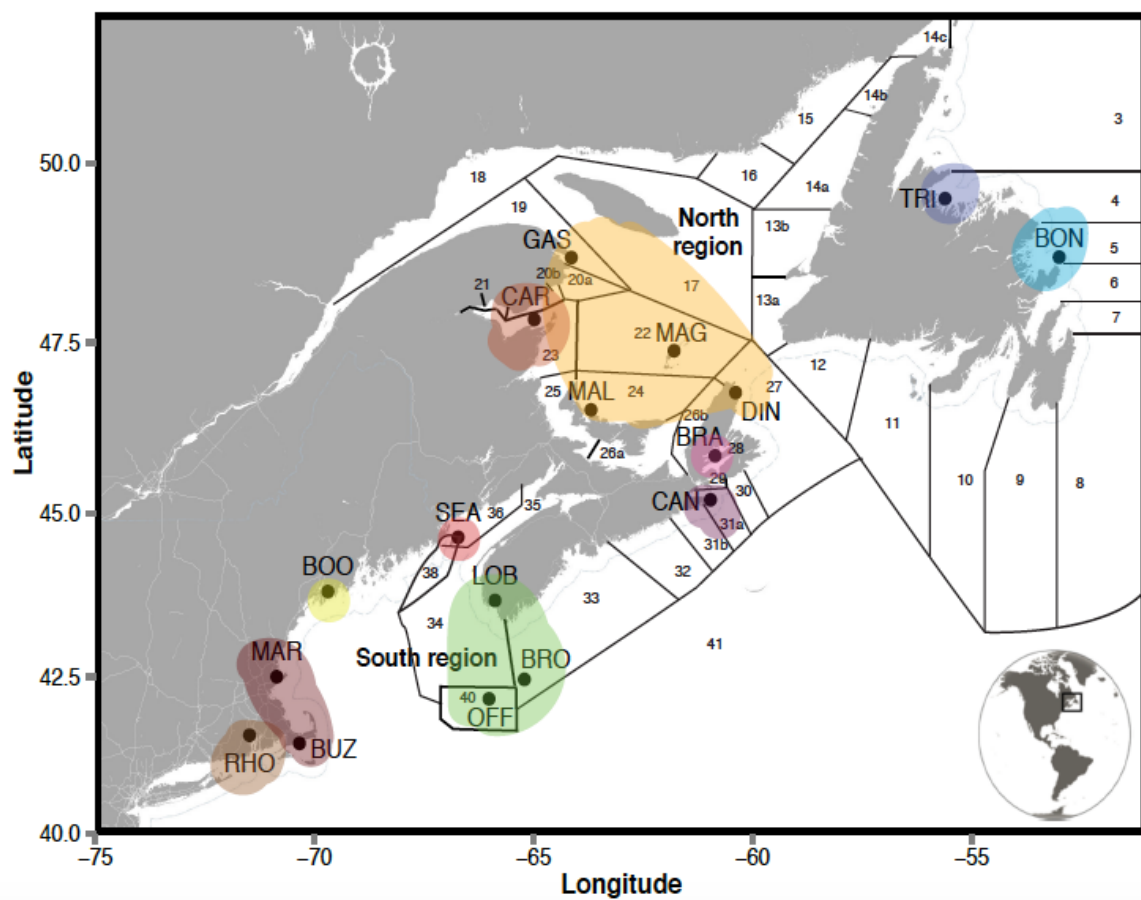 14c
14b
15
3
50.0
18
16
14a
TRI
4
19
North
region
13b
BON
GAS
5
20b
20a
17
6
21
CAR
13a
7
47.5
22
MAG
23
12
25
24
27
MAL
DIN
26b
11
BRA
28
26a
29
10
9
8
45.0
SEA
36
35
CAN
30
31a
31b
BOO
38
LOB
32
33
34
MAR
South region
BRO
41
42.5
40
OFF
RHO
BUZ
40.0
−75
−70
−65
−60
−55
Longitude
Latitude